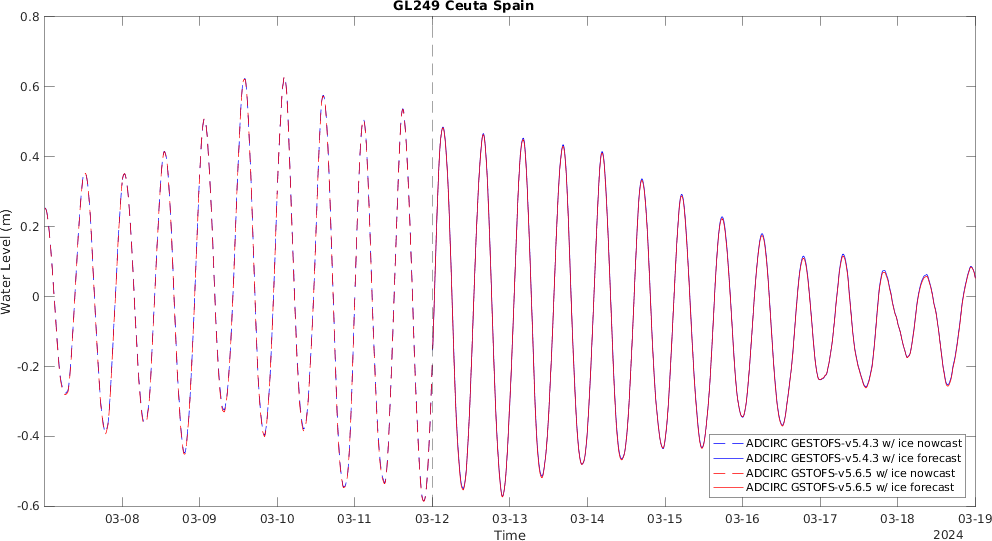 GL249 Ceuta Spain
0.8
0.6
0.4
0.2
0
-0.2
-0.4
-0.6
Water Level (m)
ADCIRC GESTOFS-v5.4.3 w/ ice nowcast
ADCIRC GESTOFS-v5.4.3 w/ ice forecast
ADCIRC GSTOFS-v5.6.5 w/ ice nowcast
ADCIRC GSTOFS-v5.6.5 w/ ice forecast
03-08 03-09 03-10 03-11 03-12 03-13 03-14 03-15 03-16 03-17 03-18 03-19
Time
2024